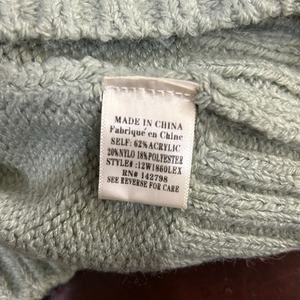 MADE IN CHINA
Fabriqué en Chine
SELF: 62% ACRYLIC
20% NYLO 18% POLYESTER
STYLE# :12W1860LEX
RN# 142798
SEE REVERSE FOR CARE